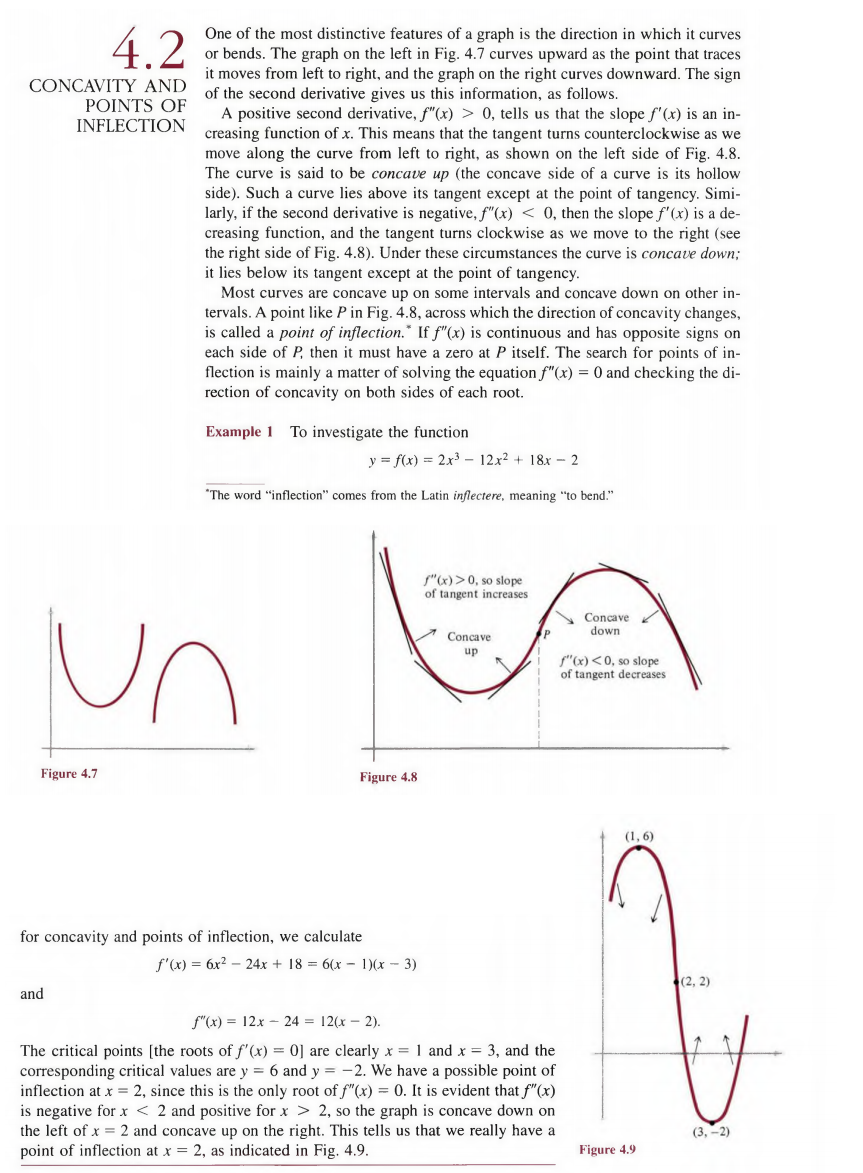 4.2
CONCAVITY AND
POINTS OF
INFLECTION
One of the most distinctive features of a graph is the direction in which it curves
or bends. The graph on the left in Fig. 4.7 curves upward as the point that traces
it moves from left to right, and the graph on the right curves downward. The sign
of the second derivative gives us this information, as follows.
A positive second derivative, f″(x) > 0, tells us that the slope f′(x) is an in-
creasing function of x. This means that the tangent turns counterclockwise as we
move along the curve from left to right, as shown on the left side of Fig. 4.8.
The curve is said to be concave up (the concave side of a curve is its hollow
side). Such a curve lies above its tangent except at the point of tangency. Simi-
larly, if the second derivative is negative, f″(x) < 0, then the slope f′(x) is a de-
creasing function, and the tangent turns clockwise as we move to the right (see
the right side of Fig. 4.8). Under these circumstances the curve is concave down;
it lies below its tangent except at the point of tangency.
Most curves are concave up on some intervals and concave down on other in-
tervals. A point like P in Fig. 4.8, across which the direction of concavity changes,
is called a point of inflection.* If f″(x) is continuous and has opposite signs on
each side of P, then it must have a zero at P itself. The search for points of in-
flection is mainly a matter of solving the equation f″(x) = 0 and checking the di-
rection of concavity on both sides of each root.
Example 1 To investigate the function
y = f(x) = 2x³ − 12x² + 18x − 2
*The word "inflection" comes from the Latin inflectere, meaning "to bend."
Figure 4.7
f″(x) > 0, so slope
of tangent increases
Concave
up
P
Concave
down
f″(x) < 0, so slope
of tangent decreases
Figure 4.8
for concavity and points of inflection, we calculate
f′(x) = 6x² − 24x + 18 = 6(x − 1)(x − 3)
and
f″(x) = 12x − 24 = 12(x − 2).
The critical points [the roots of f′(x) = 0] are clearly x = 1 and x = 3, and the
corresponding critical values are y = 6 and y = −2. We have a possible point of
inflection at x = 2, since this is the only root of f″(x) = 0. It is evident that f″(x)
is negative for x < 2 and positive for x > 2, so the graph is concave down on
the left of x = 2 and concave up on the right. This tells us that we really have a
point of inflection at x = 2, as indicated in Fig. 4.9.
(1, 6)
(2, 2)
(3, −2)
Figure 4.9